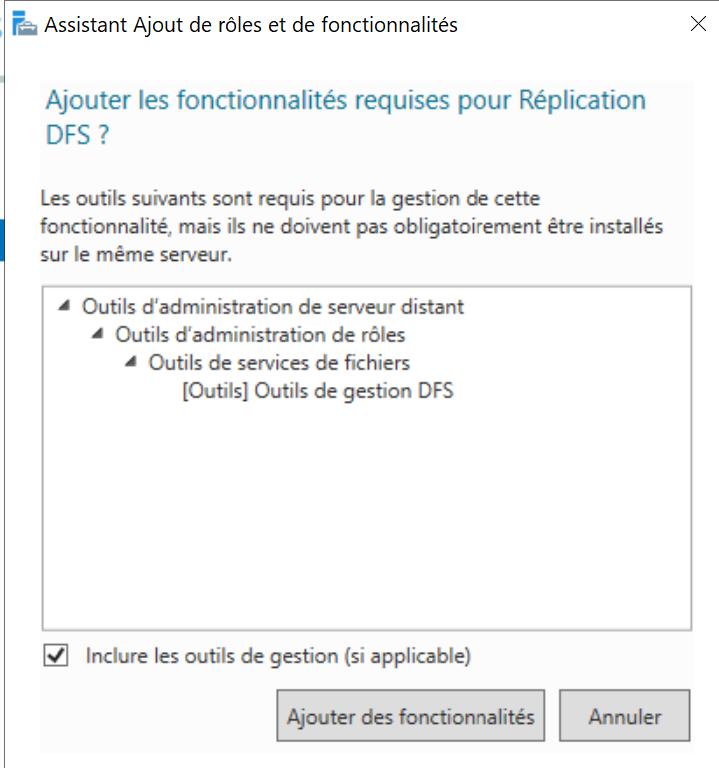 Assistant Ajout de rôles et de fonctionnalités
Ajouter les fonctionnalités requises pour Réplication
DFS ?
Les outils suivants sont requis pour la gestion de cette
fonctionnalité, mais ils ne doivent pas obligatoirement être installés
sur le même serveur.
Outils d'administration de serveur distant
Outils d'administration de rôles
Outils de services de fichiers
[Outils] Outils de gestion DFS
Inclure les outils de gestion (si applicable)
Ajouter des fonctionnalités
Annuler